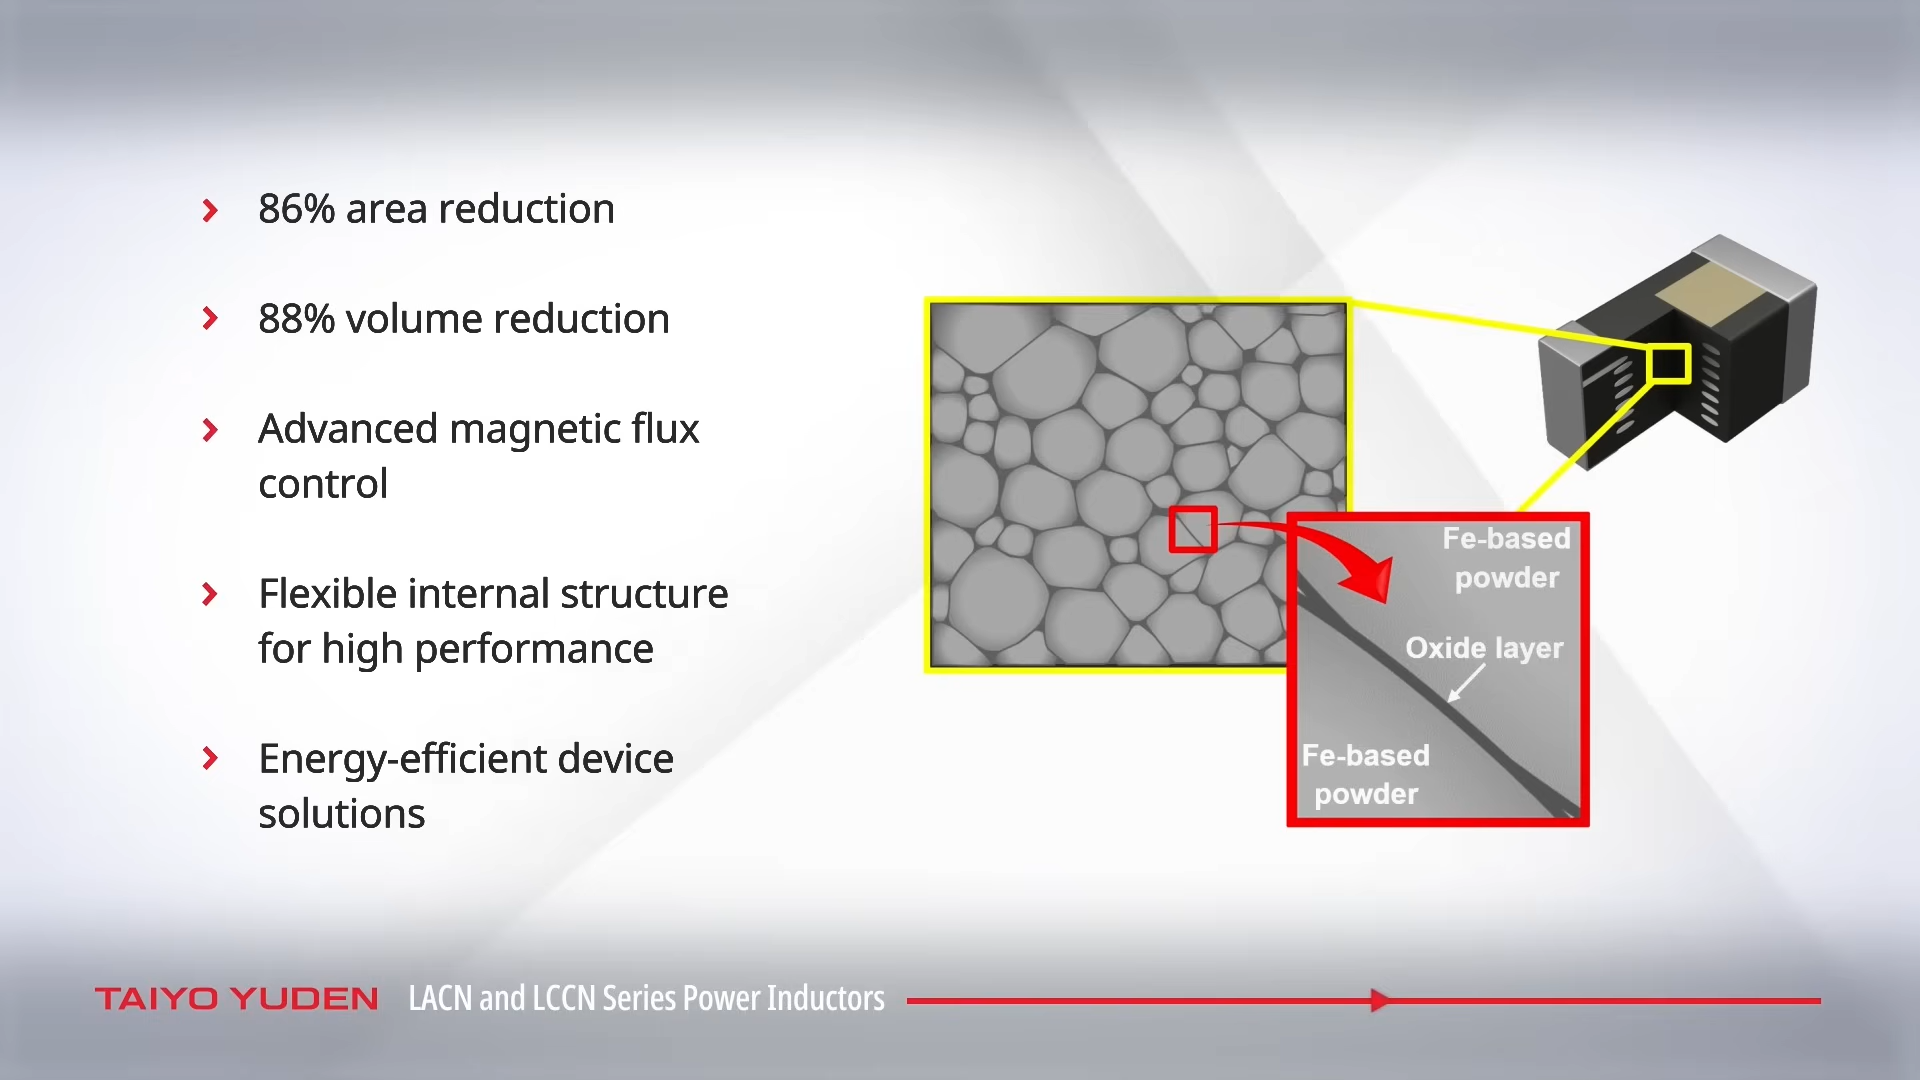 86% area reduction
88% volume reduction
Advanced magnetic flux
control
Flexible internal structure
for high performance
Energy-efficient device
solutions
Fe-based
powder
Oxide layer
Fe-based
powder
TAIYO YUDEN LACN and LCCN Series Power Inductors